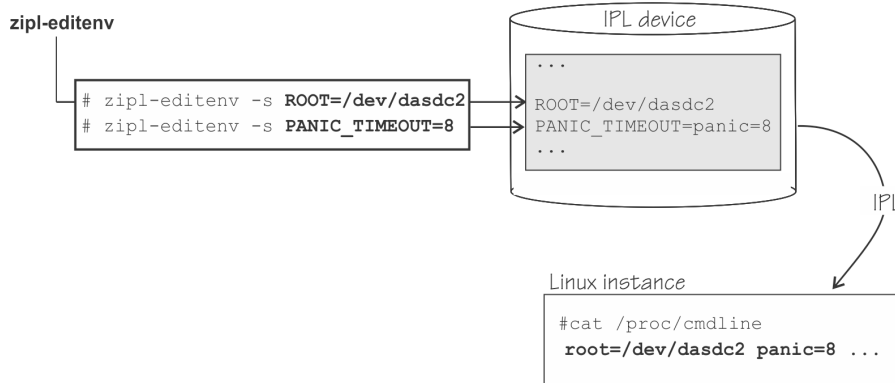 zipl-editenv
IPL device
...
# zipl-editenv -s ROOT=/dev/dasdc2
# zipl-editenv -s PANIC_TIMEOUT=8
ROOT=/dev/dasdc2
PANIC_TIMEOUT=panic=8
...
IPL
Linux instance
#cat /proc/cmdline
root=/dev/dasdc2 panic=8 ...